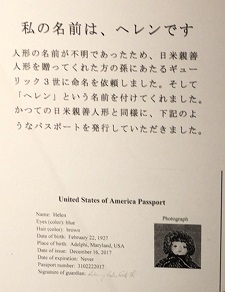 私の名前は、ヘレンです
人形の名前が不明であったため、日米親善
人形を贈ってくれた方の孫にあたるギュー
リック３世に命名を依頼しました。そして
「ヘレン」という名前を付けてくれました。
かつての日米親善人形と同様に、下記のよ
うなパスポートを発行していただきました。
United States of America Passport
Name: Helen
Eyes (color): blue
Hair (color): brown
Date of birth: February 22, 1927
Place of birth: Adelphi, Maryland, USA
Date of issue: December 16, 2017
Date of expiration: Never
Passport number: 3102222017
Signature of guardian:
Photograph